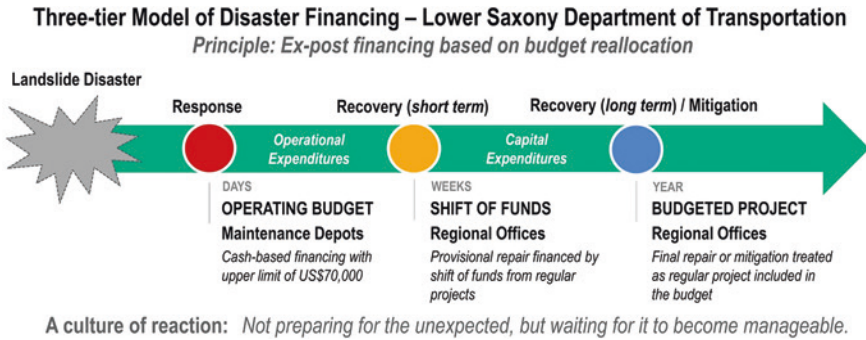 Three-tier Model of Disaster Financing – Lower Saxony Department of Transportation
Principle: Ex-post financing based on budget reallocation
Landslide Disaster
Response
Recovery (short term)
Recovery (long term) / Mitigation
Operational
Expenditures
Capital
Expenditures
DAYS
OPERATING BUDGET
Maintenance Depots
Cash-based financing with
upper limit of US$70,000
WEEKS
SHIFT OF FUNDS
Regional Offices
Provisional repair financed by
shift of funds from regular
projects
YEAR
BUDGETED PROJECT
Regional Offices
Final repair or mitigation treated
as regular project included in
the budget
A culture of reaction: Not preparing for the unexpected, but waiting for it to become manageable.